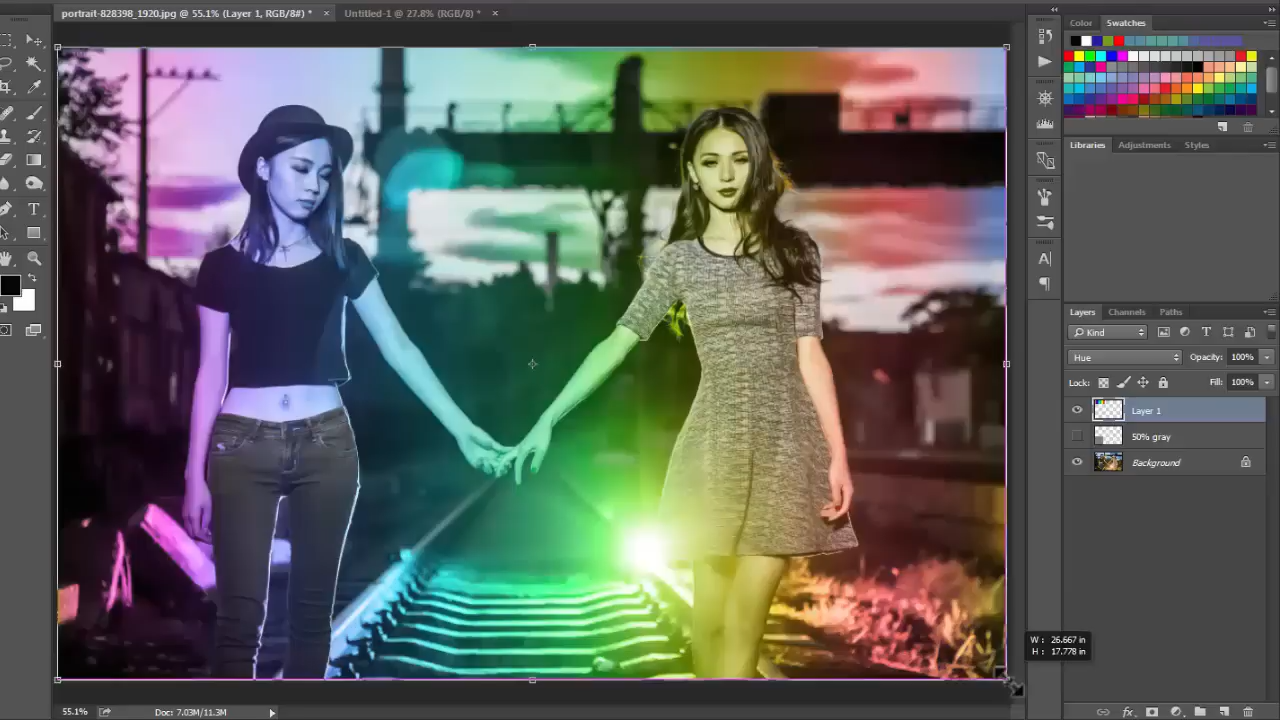 portrait-828398_1920.jpg @ 55.1% (Layer 1, RGB/8#) * ×
Untitled-1 @ 27.8% (RGB/8) * ×
Color Swatches
Libraries Adjustments Styles
Layers Channels Paths
Kind
Hue Opacity: 100%
Lock: Fill: 100%
Layer 1
50% gray
Background
W: 26.667 in
H: 17.778 in
55.1% Doc: 7.03M/11.3M